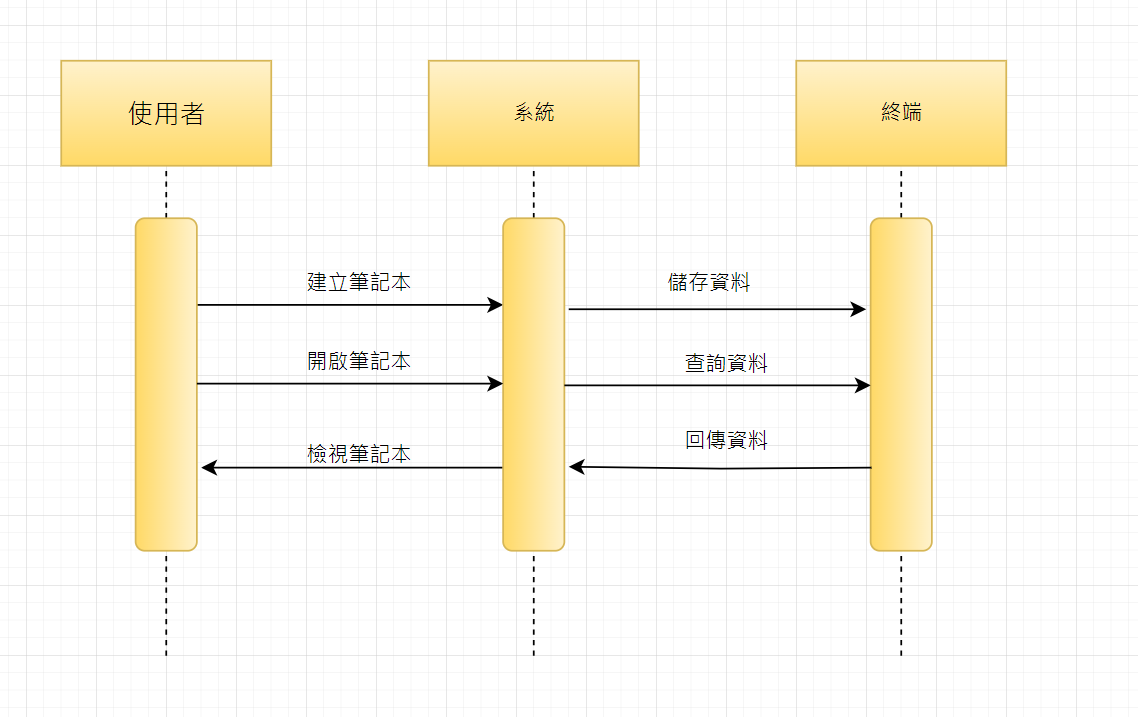 使用者
系統
終端
建立筆記本
儲存資料
開啟筆記本
查詢資料
檢視筆記本
回傳資料